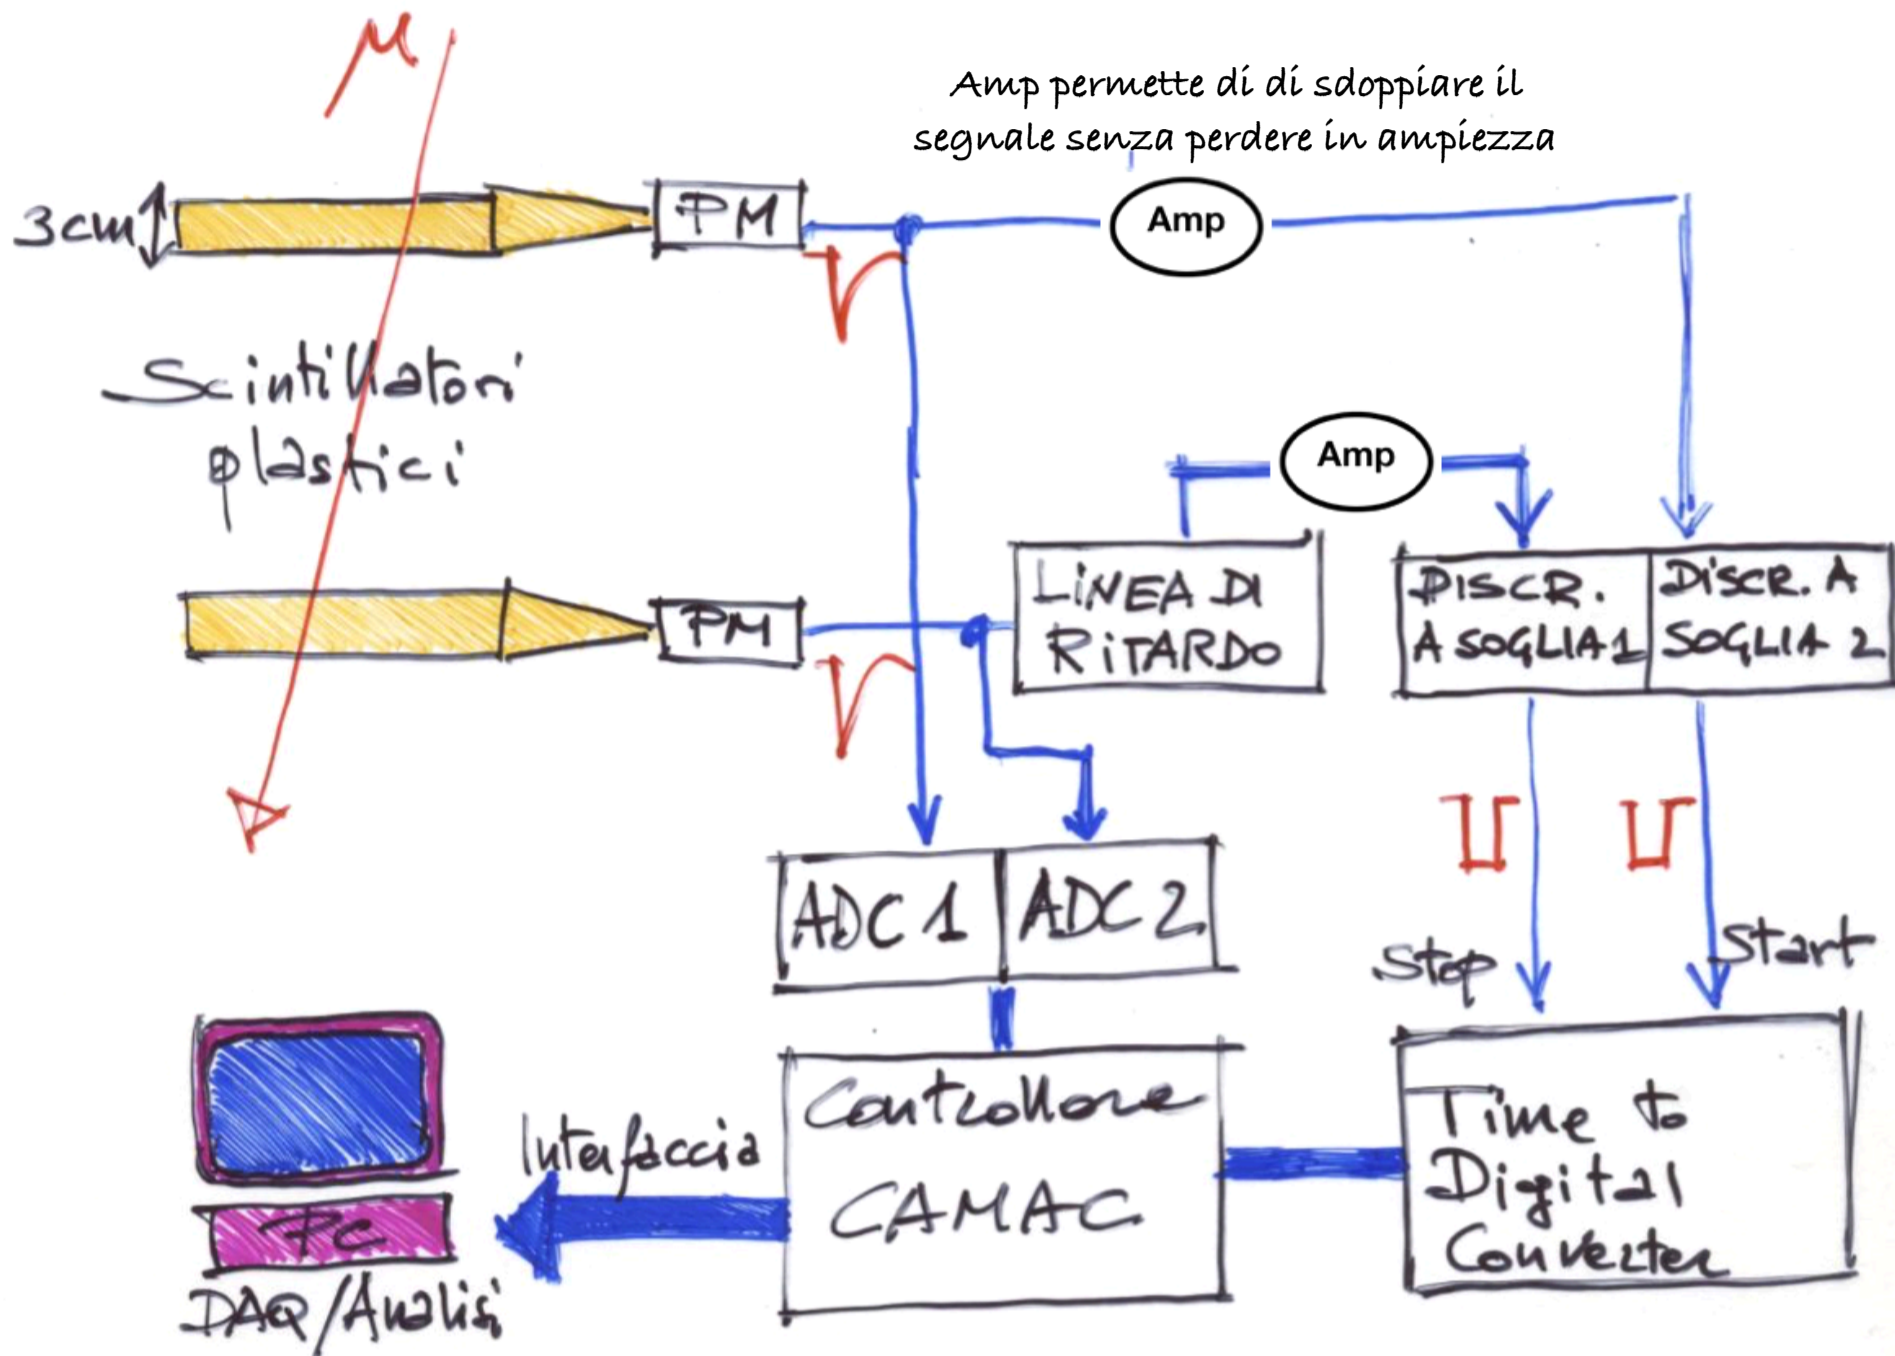 μ
Amp permette di di sdoppiare il
segnale senza perdere in ampiezza
3cm
PM
Amp
Scintillatori
plastici
Amp
PM
LINEA DI
RITARDO
DISCR.
A SOGLIA 1
DISCR. A
SOGLIA 2
ADC 1
ADC 2
Stop
Start
Controllore
CAMAC
Interfaccia
Time to
Digital
Converter
PC
DAQ/Analisi